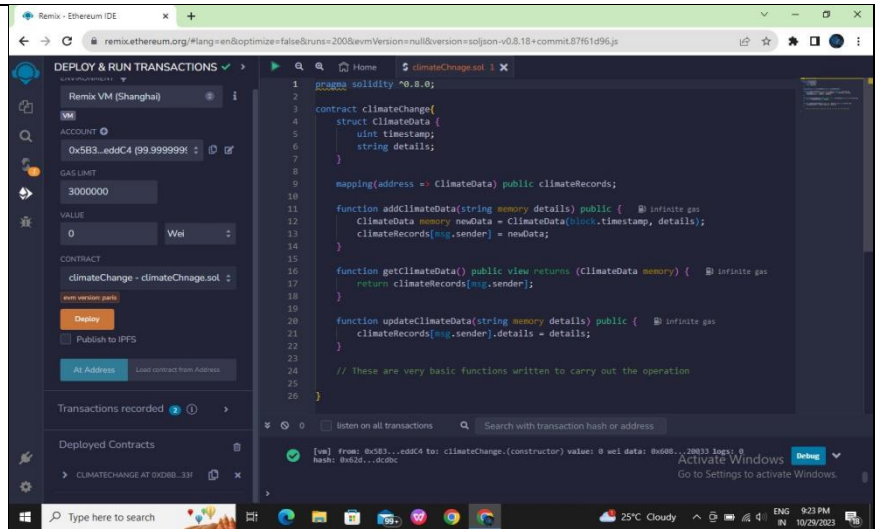 Remix - Ethereum IDE
remix.ethereum.org/#lang=en&optimize=false&runs=200&evmVersion=null&version=soljson-v0.8.18+commit.87f61d96.js
DEPLOY & RUN TRANSACTIONS
ENVIRONMENT
Remix VM (Shanghai)
VM
ACCOUNT
0x5B3...eddC4 (99.9999999
GAS LIMIT
3000000
VALUE
0 Wei
CONTRACT
climateChange - climateChnage.sol
evm version: paris
Deploy
Publish to IPFS
At Address Load contract from Address
Transactions recorded 2
Deployed Contracts
CLIMATECHANGE AT 0XD8B...33F
Home climateChnage.sol 1
1 pragma solidity ^0.8.0;
2
3 contract climateChange{
4 struct ClimateData {
5 uint timestamp;
6 string details;
7 }
8
9 mapping(address => ClimateData) public climateRecords;
10
11 function addClimateData(string memory details) public { infinite gas
12 ClimateData memory newData = ClimateData(block.timestamp, details);
13 climateRecords[msg.sender] = newData;
14 }
15
16 function getClimateData() public view returns (ClimateData memory) { infinite gas
17 return climateRecords[msg.sender];
18 }
19
20 function updateClimateData(string memory details) public { infinite gas
21 climateRecords[msg.sender].details = details;
22 }
23
24 // These are very basic functions written to carry out the operation
25
26 }
0 listen on all transactions Search with transaction hash or address
[vm] from: 0x5B3...eddC4 to: climateChange.(constructor) value: 0 wei data: 0x608...20033 logs: 0
hash: 0x62d...dcdbc
Debug
Activate Windows
Go to Settings to activate Windows.
Type here to search
99+
25°C Cloudy
ENG
IN
9:23 PM
10/29/2023